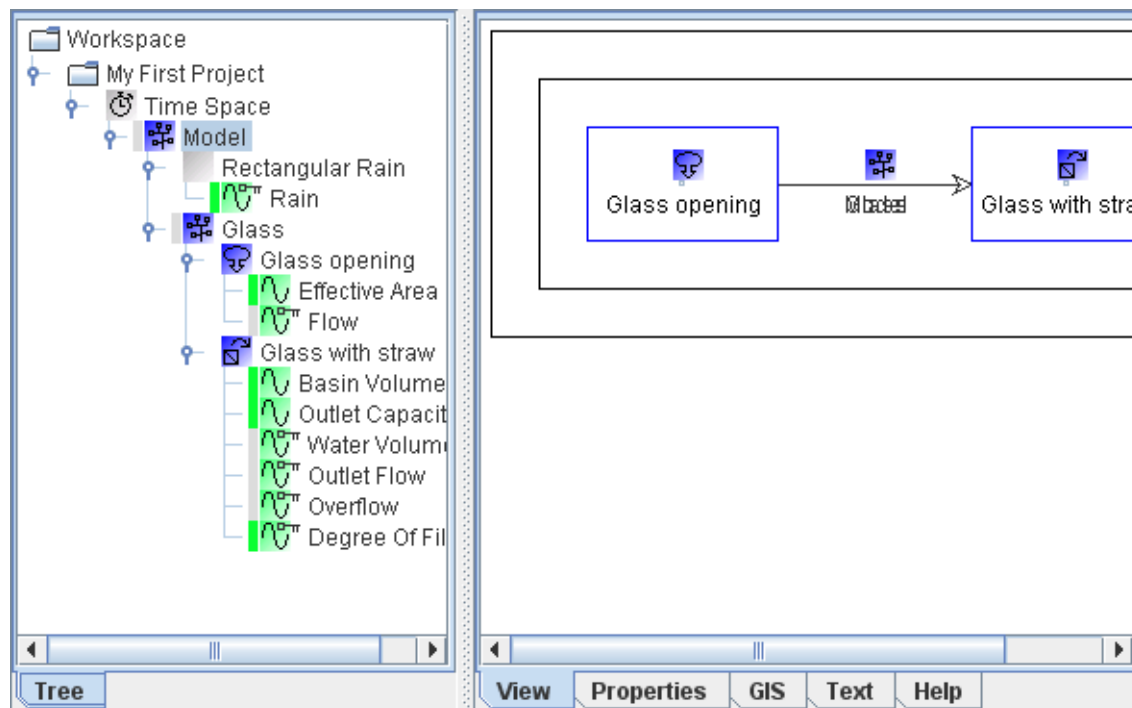 Workspace
My First Project
Time Space
Model
Rectangular Rain
Rain
Glass
Glass opening
Effective Area
Flow
Glass with straw
Basin Volume
Outlet Capacit
Water Volum
Outlet Flow
Overflow
Degree Of Fil
Tree
Glass opening
Glass with stra
View Properties GIS Text Help